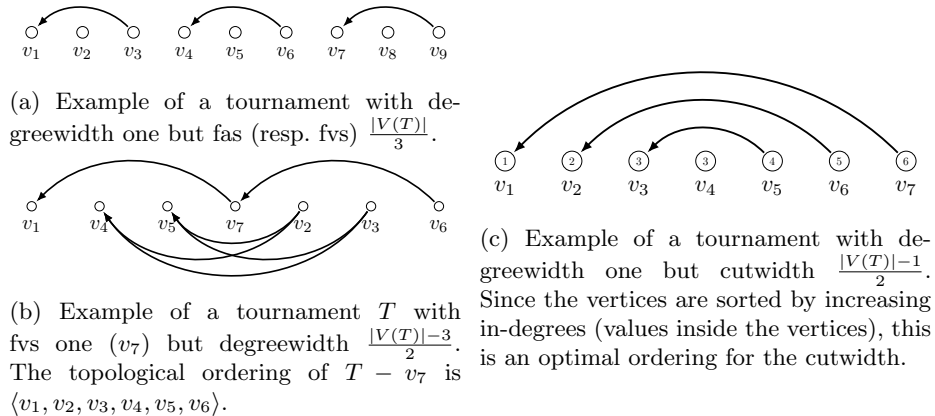 v1 v2 v3 v4 v5 v6 v7 v8 v9
(a) Example of a tournament with de-
greewidth one but fas (resp. fvs) |V(T)|/3.
v1 v4 v5 v7 v2 v3 v6
(b) Example of a tournament T with
fvs one (v7) but degreewidth |V(T)|−3/2.
The topological ordering of T − v7 is
⟨v1, v2, v3, v4, v5, v6⟩.
1 2 3 3 4 5 6
v1 v2 v3 v4 v5 v6 v7
(c) Example of a tournament with de-
greewidth one but cutwidth |V(T)|−1/2.
Since the vertices are sorted by increasing
in-degrees (values inside the vertices), this
is an optimal ordering for the cutwidth.